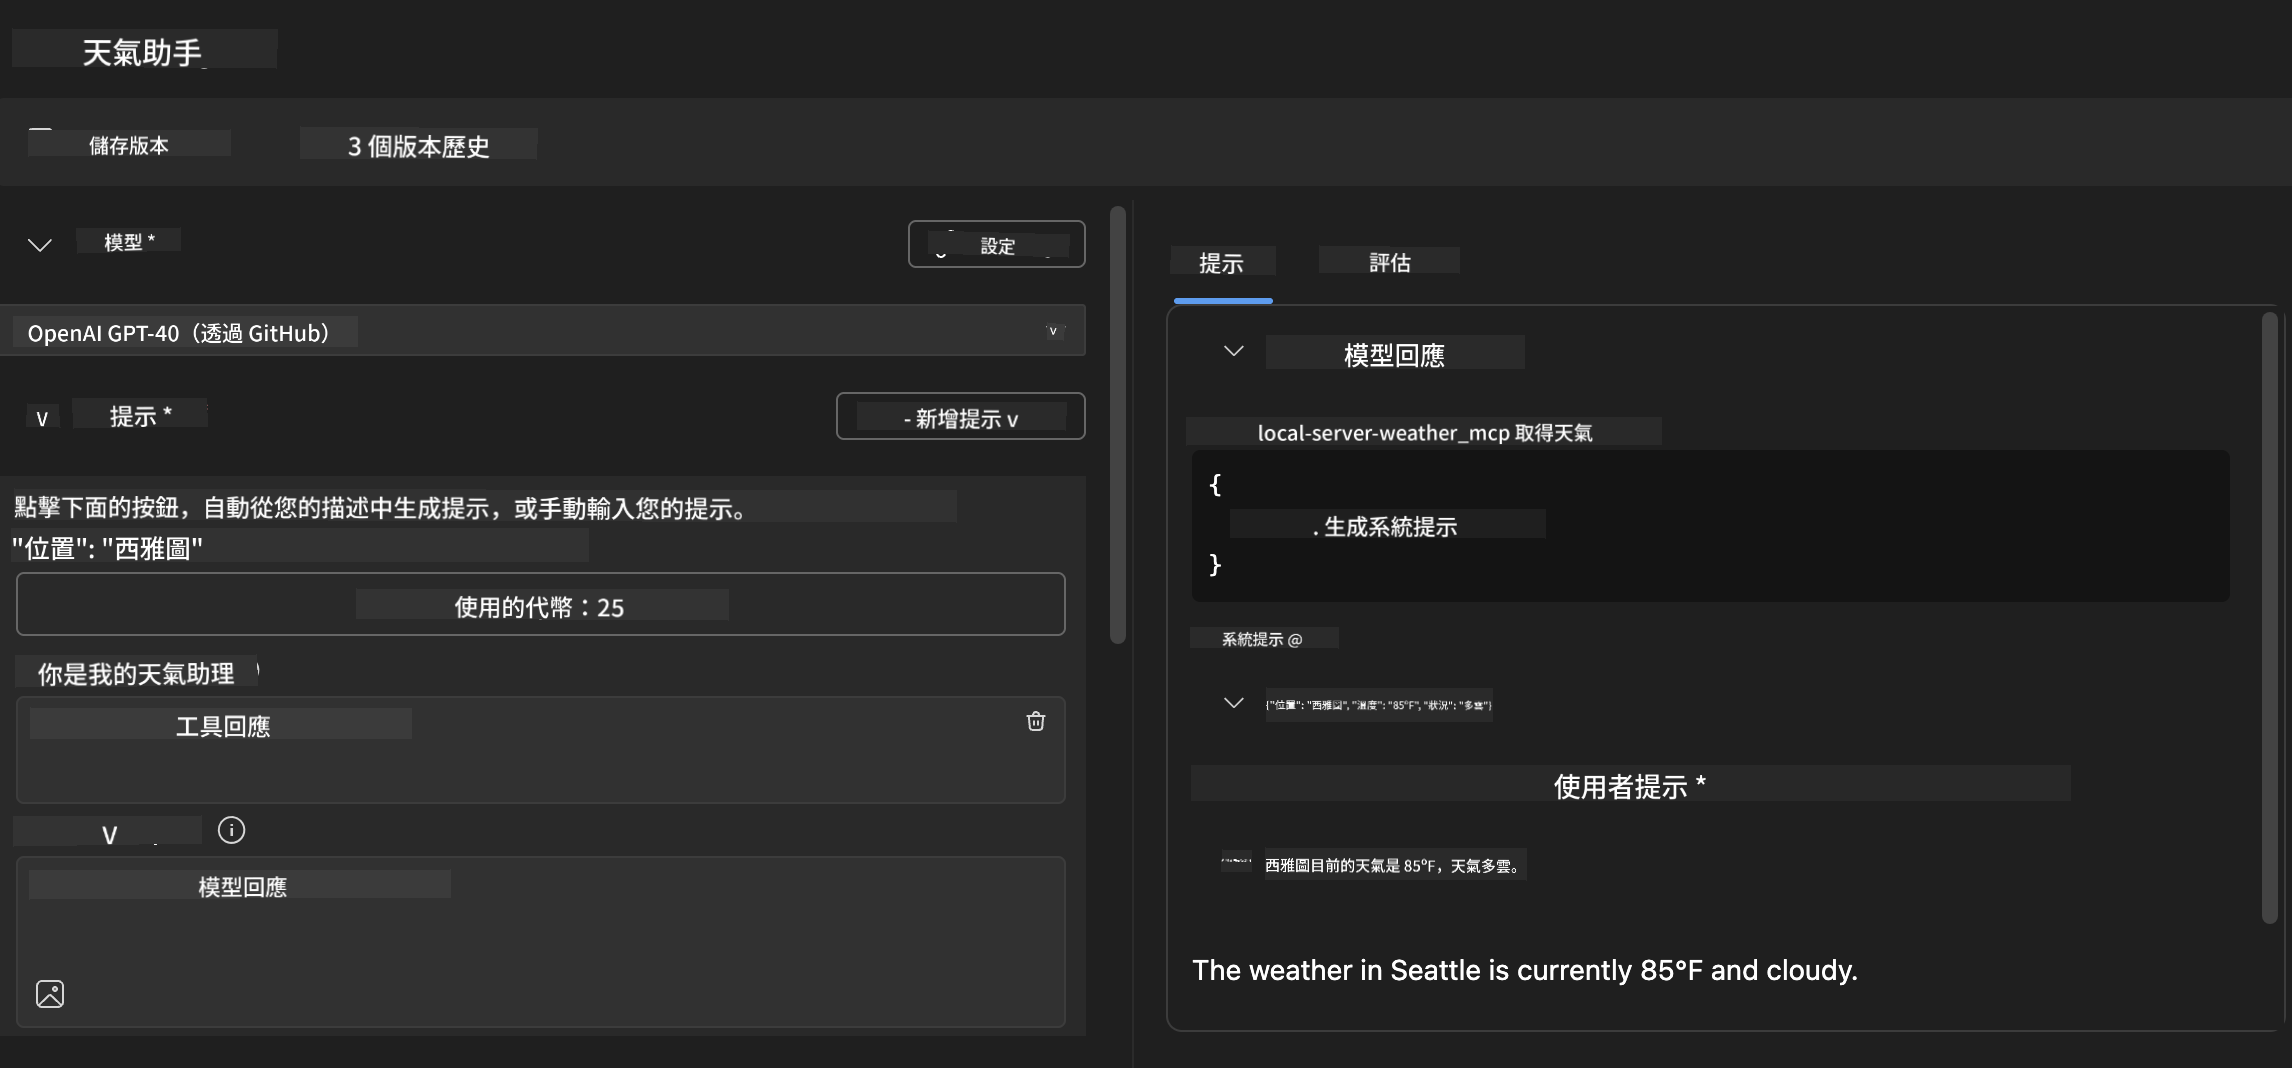 天氣助手
儲存版本
3 個版本歷史
模型 *
設定
OpenAI GPT-40（透過 GitHub）
v
v 提示 *
- 新增提示 v
點擊下面的按鈕，自動從您的描述中生成提示，或手動輸入您的提示。
"位置": "西雅圖"
使用的代幣：25
你是我的天氣助理
工具回應
v
模型回應
提示
評估
模型回應
local-server-weather_mcp 取得天氣
{
. 生成系統提示
}
系統提示 @
{"位置": "西雅圖", "溫度": "85°F", "狀況": "多雲"}
使用者提示 *
西雅圖目前的天氣是 85°F，天氣多雲。
The weather in Seattle is currently 85°F and cloudy.